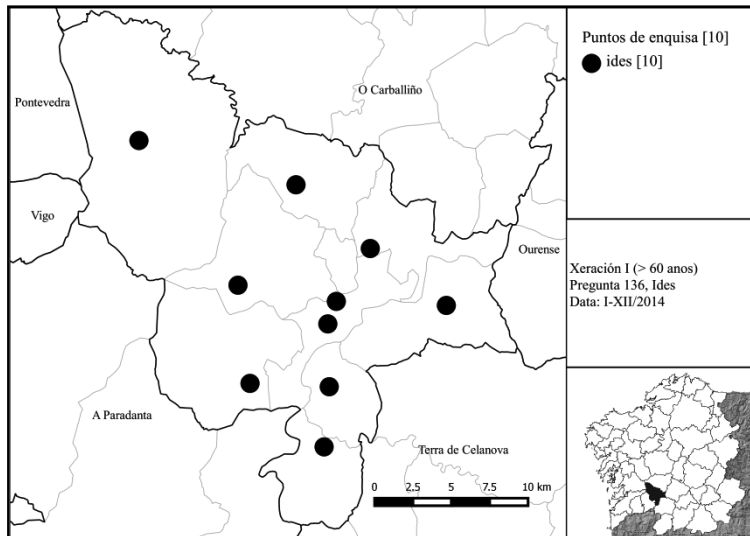 Puntos de enquisa [10]
ides [10]
O Carballiño
Pontevedra
Vigo
Ourense
Xeración I (> 60 anos)
Pregunta 136, Ides
Data: I-XII/2014
A Paradanta
Terra de Celanova
0 2,5 5 7,5 10 km